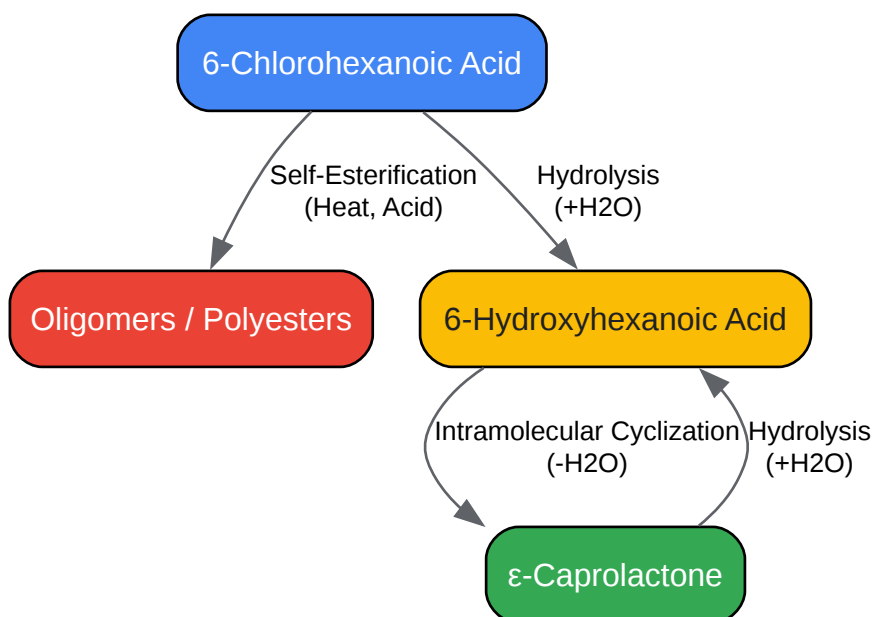 6-Chlorohexanoic Acid
Self-Esterification
(Heat, Acid)
Hydrolysis
(+H2O)
Oligomers / Polyesters
6-Hydroxyhexanoic Acid
Intramolecular Cyclization
(-H2O)
Hydrolysis
(+H2O)
ε-Caprolactone